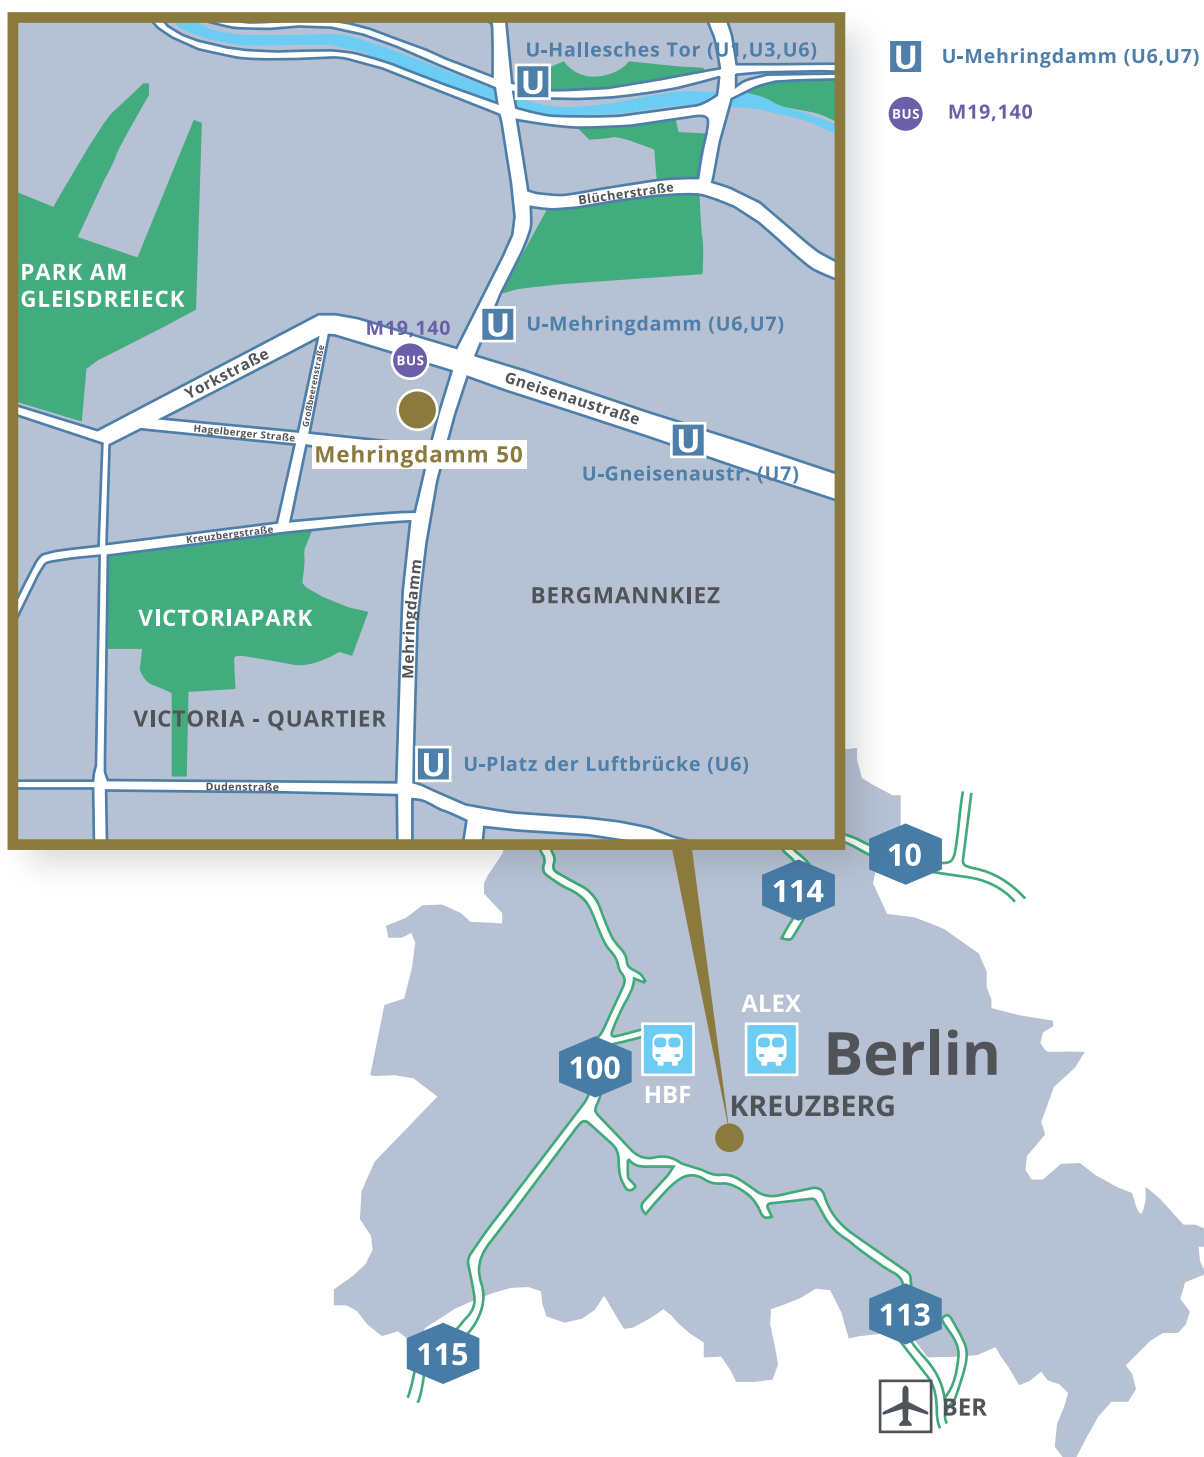 U-Hallesches Tor (U1,U3,U6)
U
U
U-Mehringdamm (U6,U7)
BUS
M19,140
Blücherstraße
PARK AM
GLEISDREIECK
M19,140
U
U-Mehringdamm (U6,U7)
BUS
Yorkstraße
Großbeerenstraße
Gneisenaustraße
Hagelberger Straße
U
Mehringdamm 50
U-Gneisenaustr. (U7)
Kreuzbergstraße
Mehringdamm
BERGMANNKIEZ
VICTORIAPARK
VICTORIA - QUARTIER
U
U-Platz der Luftbrücke (U6)
Dudenstraße
10
114
ALEX
Berlin
100
HBF
KREUZBERG
113
115
BER